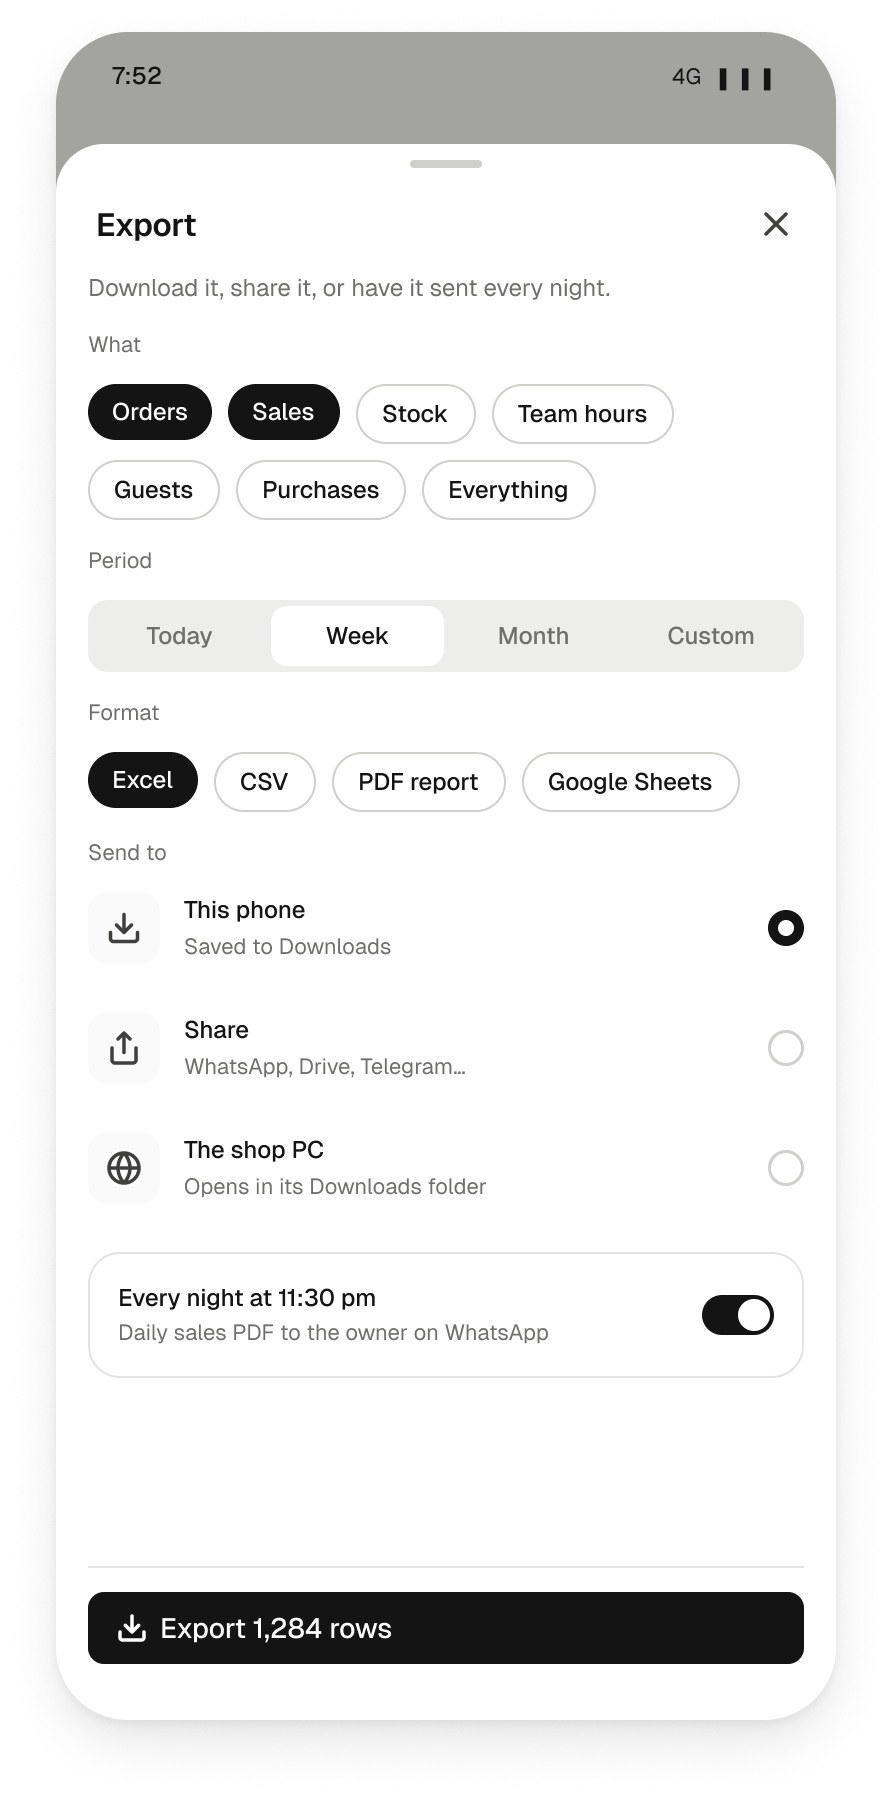 7:52 4G
Export
Download it, share it, or have it sent every night.
What
Orders Sales Stock Team hours
Guests Purchases Everything
Period
Today Week Month Custom
Format
Excel CSV PDF report Google Sheets
Send to
This phone
Saved to Downloads
Share
WhatsApp, Drive, Telegram...
The shop PC
Opens in its Downloads folder
Every night at 11:30 pm
Daily sales PDF to the owner on WhatsApp
Export 1,284 rows